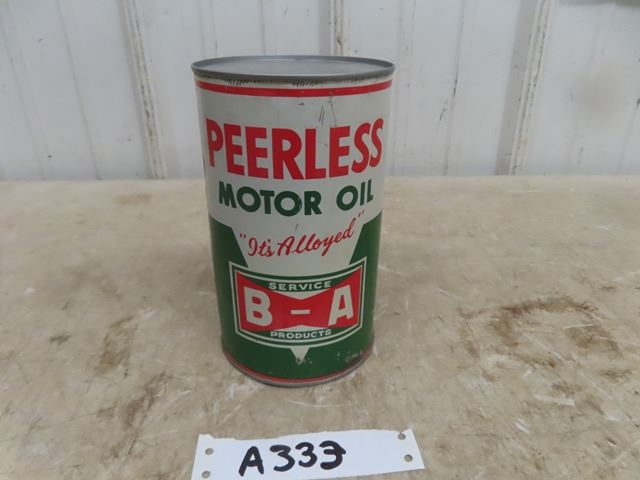 PEERLESS
MOTOR OIL
"It's Alloyed"
SERVICE
B-A
PRODUCTS
A333